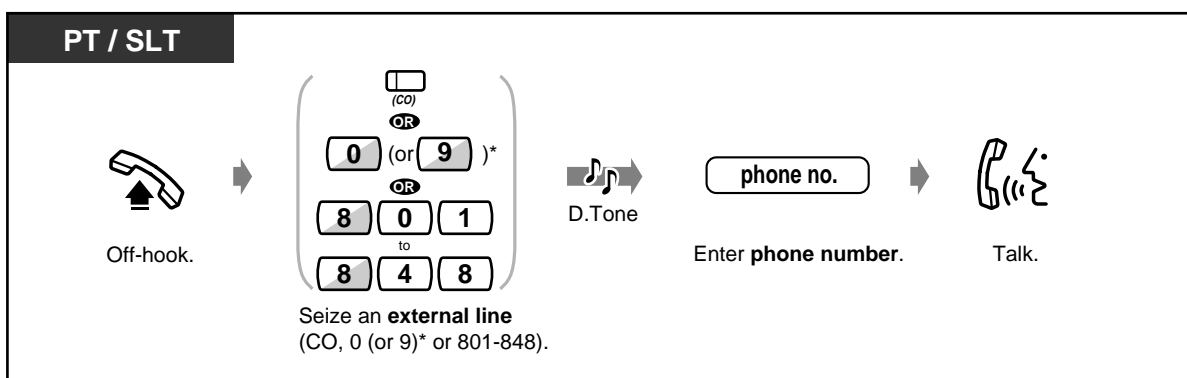 PT / SLT
(CO)
OR
0 (or 9 )*
OR
8 0 1
to
8 4 8
D.Tone
phone no.
Off-hook.
Enter phone number.
Talk.
Seize an external line
(CO, 0 (or 9)* or 801-848).